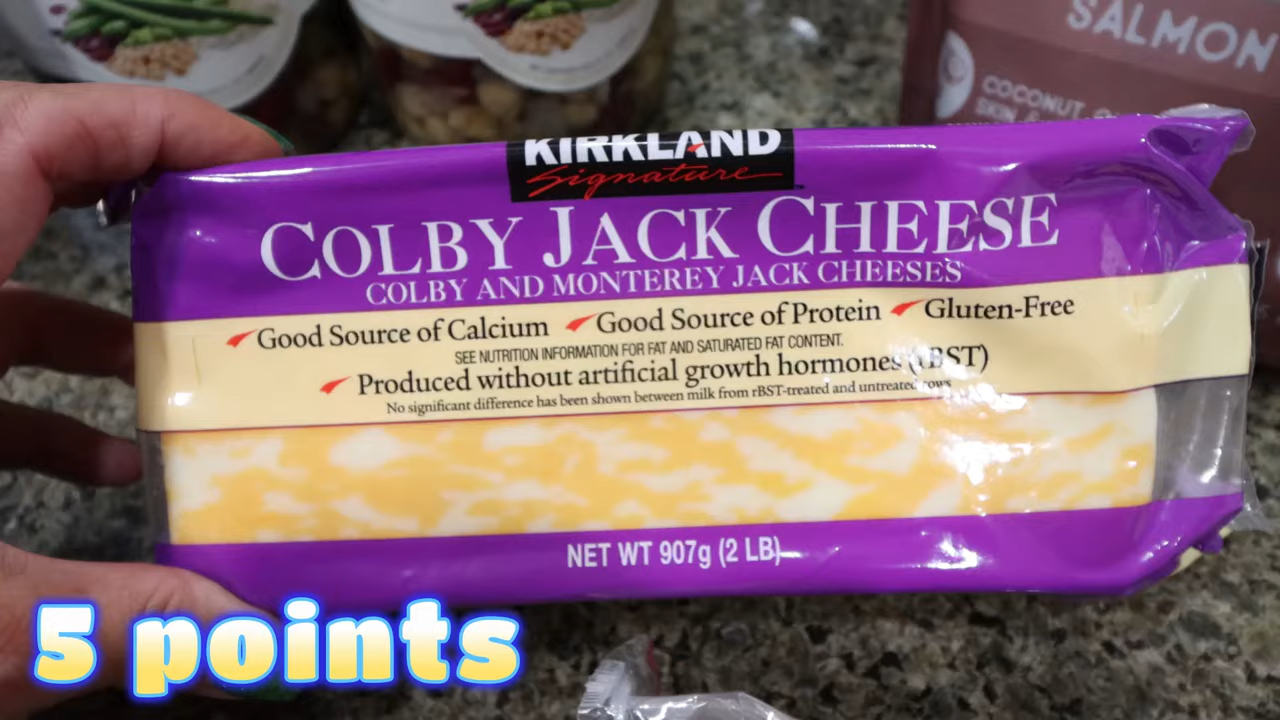 SALMON
COCONUT
KIRKLAND
Signature
COLBY JACK CHEESE
COLBY AND MONTEREY JACK CHEESES
Good Source of Calcium Good Source of Protein Gluten-Free
SEE NUTRITION INFORMATION FOR FAT AND SATURATED FAT CONTENT.
Produced without artificial growth hormones (rBST)
No significant difference has been shown between milk from rBST-treated and untreated cows
NET WT 907g (2 LB)
5 points